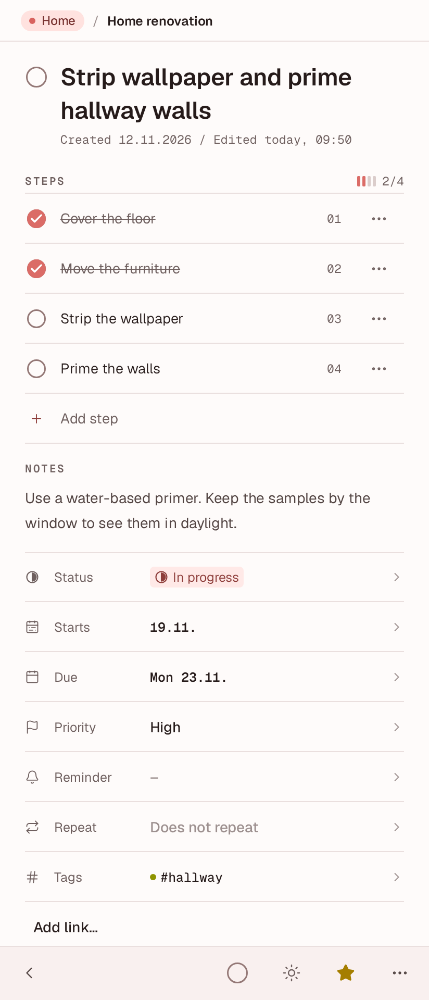 Home / Home renovation
Strip wallpaper and prime
hallway walls
Created 12.11.2026 / Edited today, 09:50
STEPS 2/4
Cover the floor 01
Move the furniture 02
Strip the wallpaper 03
Prime the walls 04
+ Add step
NOTES
Use a water-based primer. Keep the samples by the
window to see them in daylight.
Status In progress
Starts 19.11.
Due Mon 23.11.
Priority High
Reminder –
Repeat Does not repeat
Tags #hallway
Add link…